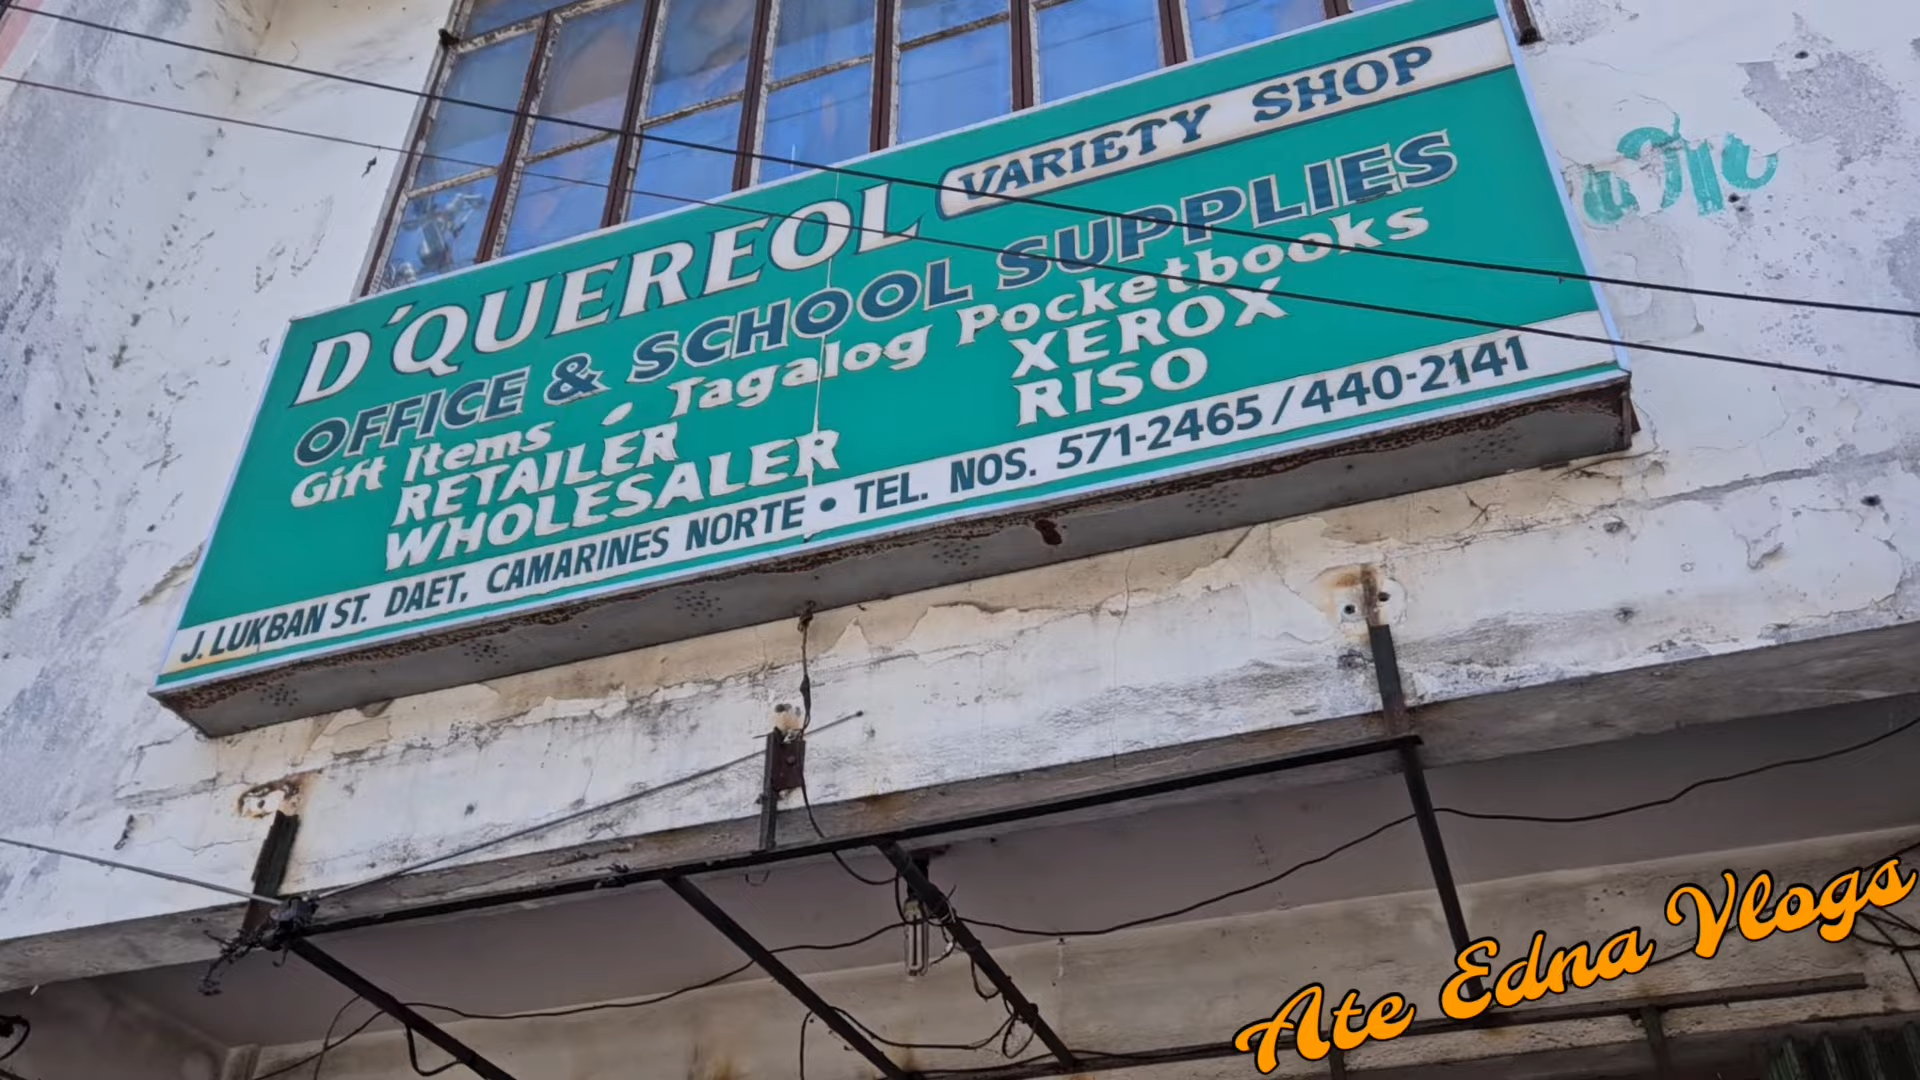 D'QUEREOL VARIETY SHOP
OFFICE & SCHOOL SUPPLIES
Gift Items • Tagalog Pocketbooks
RETAILER XEROX
WHOLESALER RISO
J. LUKBAN ST. DAET, CAMARINES NORTE • TEL. NOS. 571-2465 / 440-2141
Ate Edna Vlogs